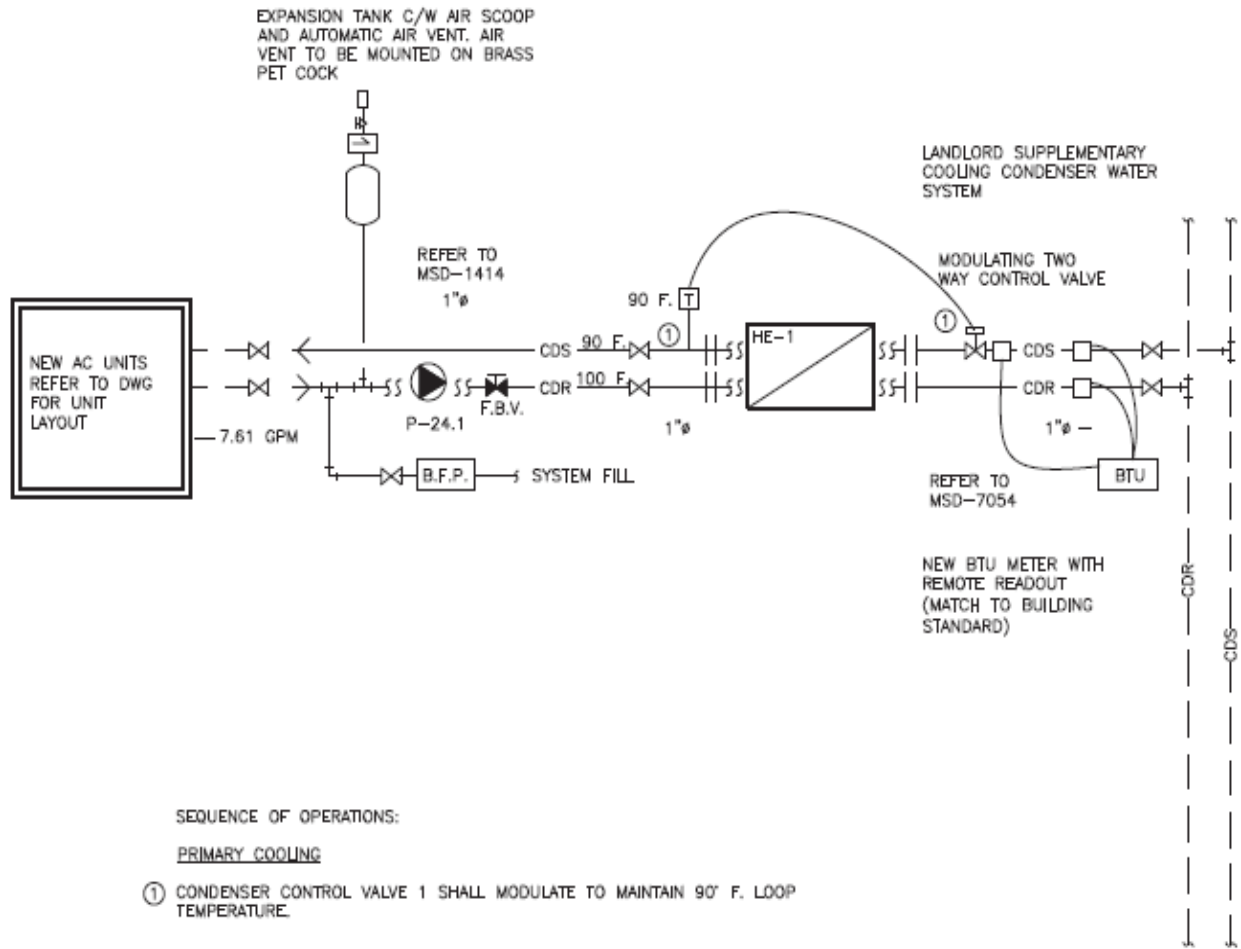 EXPANSION TANK C/W AIR SCOOP
AND AUTOMATIC AIR VENT. AIR
VENT TO BE MOUNTED ON BRASS
PET COCK
LANDLORD SUPPLEMENTARY
COOLING CONDENSER WATER
SYSTEM
REFER TO
MSD-1414
1"ø
MODULATING TWO
WAY CONTROL VALVE
90 F.
T
1
1
HE-1
NEW AC UNITS
REFER TO DWG
FOR UNIT
LAYOUT
CDS
90 F.
CDS
CDR
100 F.
CDR
F.B.V.
P-24.1
7.61 GPM
1"ø
1"ø
B.F.P.
SYSTEM FILL
BTU
REFER TO
MSD-7054
NEW BTU METER WITH
REMOTE READOUT
(MATCH TO BUILDING
STANDARD)
CDR
CDS
SEQUENCE OF OPERATIONS:
PRIMARY COOLING
1 CONDENSER CONTROL VALVE 1 SHALL MODULATE TO MAINTAIN 90° F. LOOP
TEMPERATURE.